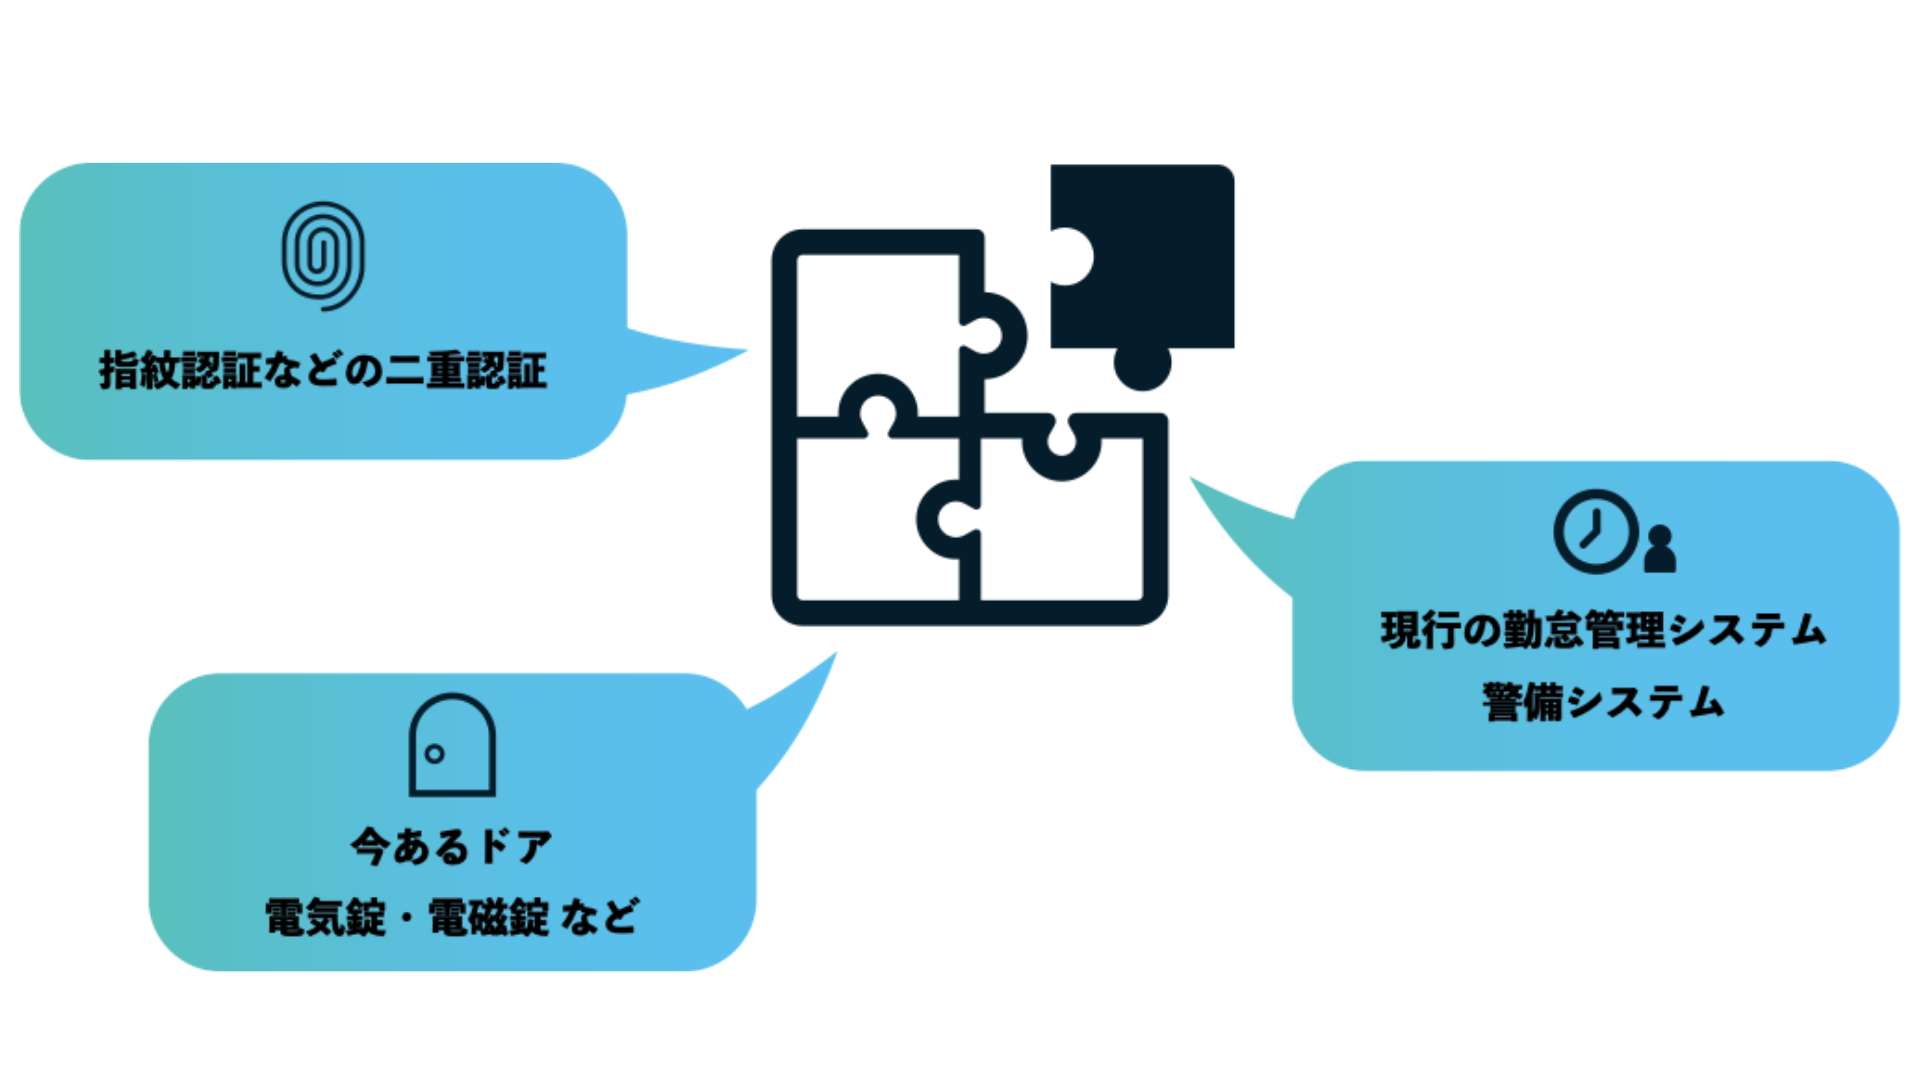 指紋認証などの二重認証
現行の勤怠管理システム
警備システム
今あるドア
電気錠・電磁錠 など